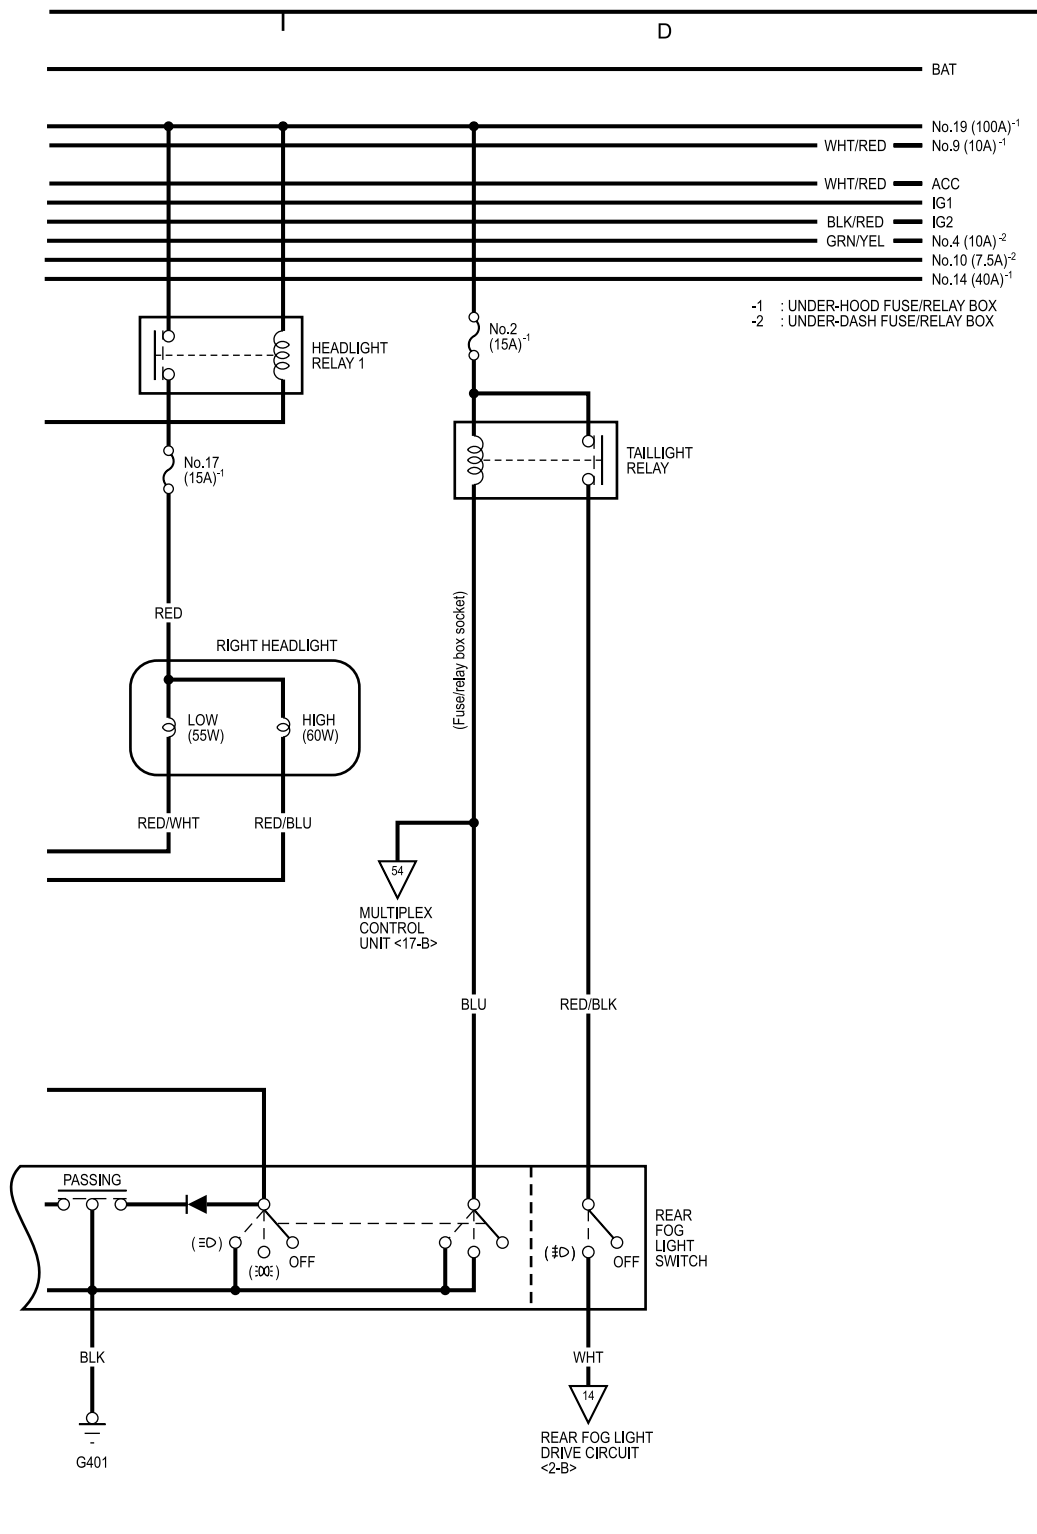 D
BAT
No.19 (100A)-1
WHT/RED No.9 (10A)-1
WHT/RED ACC
IG1
BLK/RED IG2
GRN/YEL No.4 (10A)-2
No.10 (7.5A)-2
No.14 (40A)-1
-1 : UNDER-HOOD FUSE/RELAY BOX
-2 : UNDER-DASH FUSE/RELAY BOX
No.2
(15A)-1
HEADLIGHT
RELAY 1
TAILLIGHT
RELAY
No.17
(15A)-1
RED
(Fuse/relay box socket)
RIGHT HEADLIGHT
LOW
(55W)
HIGH
(60W)
RED/WHT
RED/BLU
54
MULTIPLEX
CONTROL
UNIT <17-B>
BLU
RED/BLK
PASSING
OFF
OFF
REAR
FOG
LIGHT
SWITCH
BLK
WHT
14
G401
REAR FOG LIGHT
DRIVE CIRCUIT
<2-B>